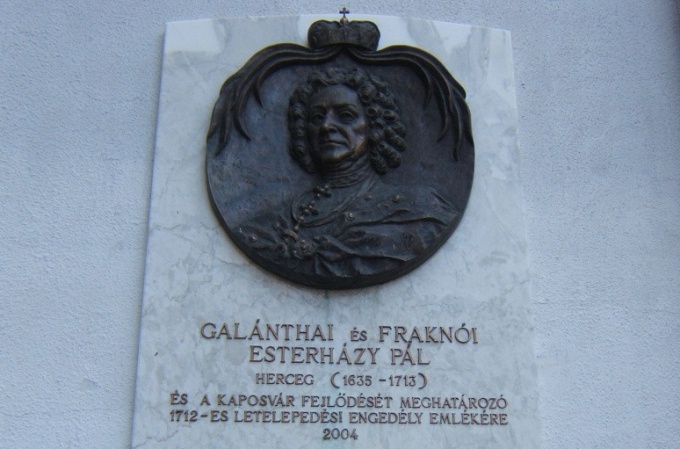 GALÁNTHAI ÉS FRAKNÓI
ESTERHÁZY PÁL
HERCEG (1635 - 1713)
ÉS A KAPOSVÁR FEJLŐDÉSÉT MEGHATÁROZÓ
1712-ES LETELEPEDÉSI ENGEDÉLY EMLÉKÉRE
2004